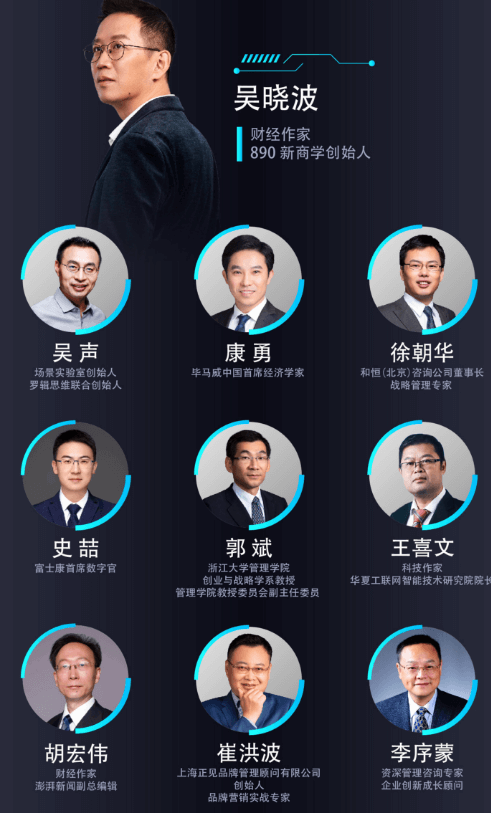 吴晓波
财经作家
890 新商学创始人
吴声
场景实验室创始人
罗辑思维联合创始人
康勇
毕马威中国首席经济学家
徐朝华
和恒(北京)咨询公司董事长
战略管理专家
史喆
富士康首席数字官
郭斌
浙江大学管理学院
创业与战略学系教授
管理学院教授委员会副主任委员
王喜文
科技作家
华夏工联网智能技术研究院院长
胡宏伟
财经作家
澎湃新闻副总编辑
崔洪波
上海正见品牌管理顾问有限公司
创始人
品牌营销实战专家
李序蒙
资深管理咨询专家
企业创新成长顾问